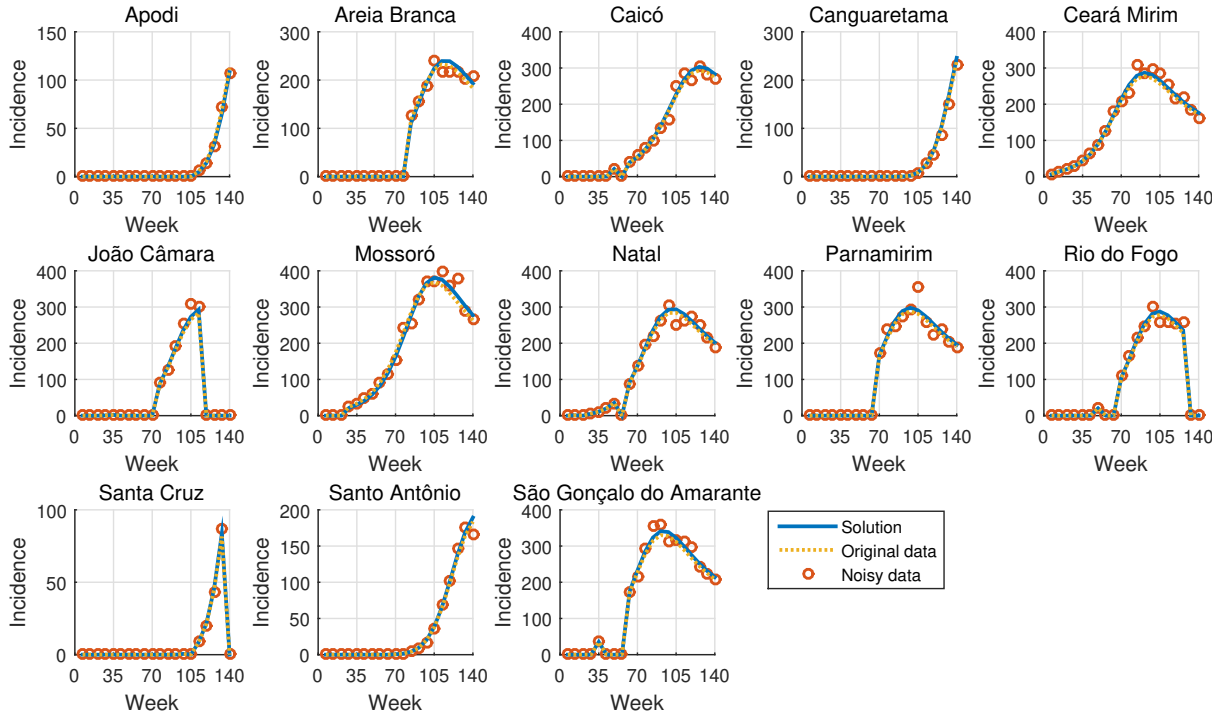 Apodi
Areia Branca
Caicó
Canguaretama
Ceará Mirim
150
100
50
0
Incidence
0 35 70 105 140
Week
300
200
100
0
Incidence
0 35 70 105 140
Week
400
300
200
100
0
Incidence
0 35 70 105 140
Week
300
200
100
0
Incidence
0 35 70 105 140
Week
400
300
200
100
0
Incidence
0 35 70 105 140
Week
João Câmara
Mossoró
Natal
Parnamirim
Rio do Fogo
400
300
200
100
0
Incidence
0 35 70 105 140
Week
400
300
200
100
0
Incidence
0 35 70 105 140
Week
400
300
200
100
0
Incidence
0 35 70 105 140
Week
400
300
200
100
0
Incidence
0 35 70 105 140
Week
400
300
200
100
0
Incidence
0 35 70 105 140
Week
Santa Cruz
Santo Antônio
São Gonçalo do Amarante
100
50
0
Incidence
0 35 70 105 140
Week
200
150
100
50
0
Incidence
0 35 70 105 140
Week
400
300
200
100
0
Incidence
0 35 70 105 140
Week
Solution
Original data
Noisy data